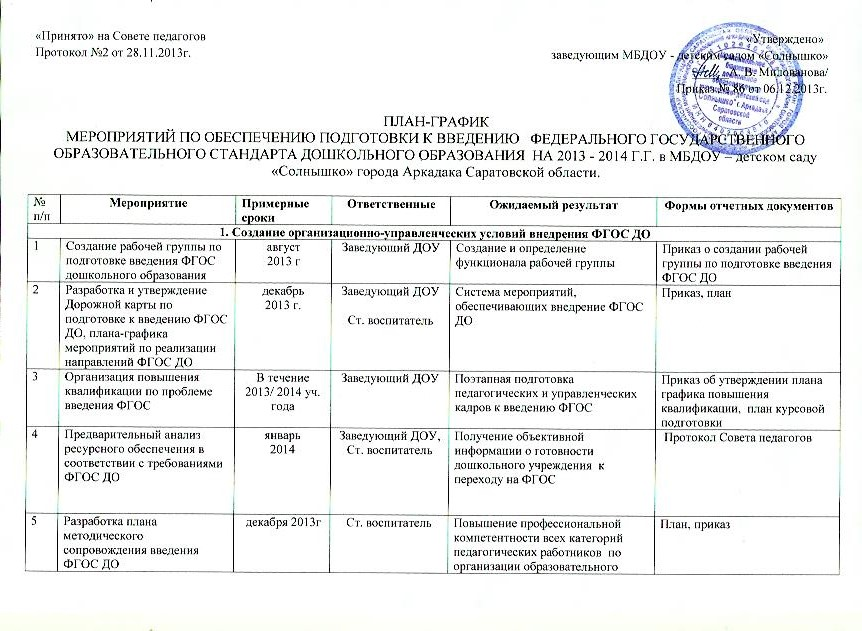 «Принято» на Совете педагогов
Протокол №2 от 28.11.2013г.
«Утверждено»
заведующим МБДОУ - детским садом «Солнышко»
А. В. Милованова/
Приказ № 86 от 06.12.2013г.
ПЛАН-ГРАФИК
МЕРОПРИЯТИЙ ПО ОБЕСПЕЧЕНИЮ ПОДГОТОВКИ К ВВЕДЕНИЮ ФЕДЕРАЛЬНОГО ГОСУДАРСТВЕННОГО
ОБРАЗОВАТЕЛЬНОГО СТАНДАРТА ДОШКОЛЬНОГО ОБРАЗОВАНИЯ НА 2013 - 2014 Г.Г. в МБДОУ – детском саду
«Солнышко» города Аркадака Саратовской области.
№ п/п Мероприятие Примерные сроки Ответственные Ожидаемый результат Формы отчетных документов
1. Создание организационно-управленческих условий внедрения ФГОС ДО
1 Создание рабочей группы по август Заведующий ДОУ Создание и определение Приказ о создании рабочей
подготовке введения ФГОС 2013 г функционала рабочей группы группы по подготовке введения
дошкольного образования ФГОС ДО
2 Разработка и утверждение декабрь Заведующий ДОУ Система мероприятий, Приказ, план
Дорожной карты по 2013 г. обеспечивающих внедрение ФГОС
подготовке к введению ФГОС Ст. воспитатель ДО
ДО, плана-графика
мероприятий по реализации
направлений ФГОС ДО
3 Организация повышения В течение Заведующий ДОУ Поэтапная подготовка Приказ об утверждении плана
квалификации по проблеме 2013/ 2014 уч. педагогических и управленческих графика повышения
введения ФГОС года кадров к введению ФГОС квалификации, план курсовой
подготовки
4 Предварительный анализ январь Заведующий ДОУ, Получение объективной Протокол Совета педагогов
ресурсного обеспечения в 2014 Ст. воспитатель информации о готовности
соответствии с требованиями дошкольного учреждения к
ФГОС ДО переходу на ФГОС
5 Разработка плана декабря 2013г Ст. воспитатель Повышение профессиональной План, приказ
методического компетентности всех категорий
сопровождения введения педагогических работников по
ФГОС ДО организации образовательного